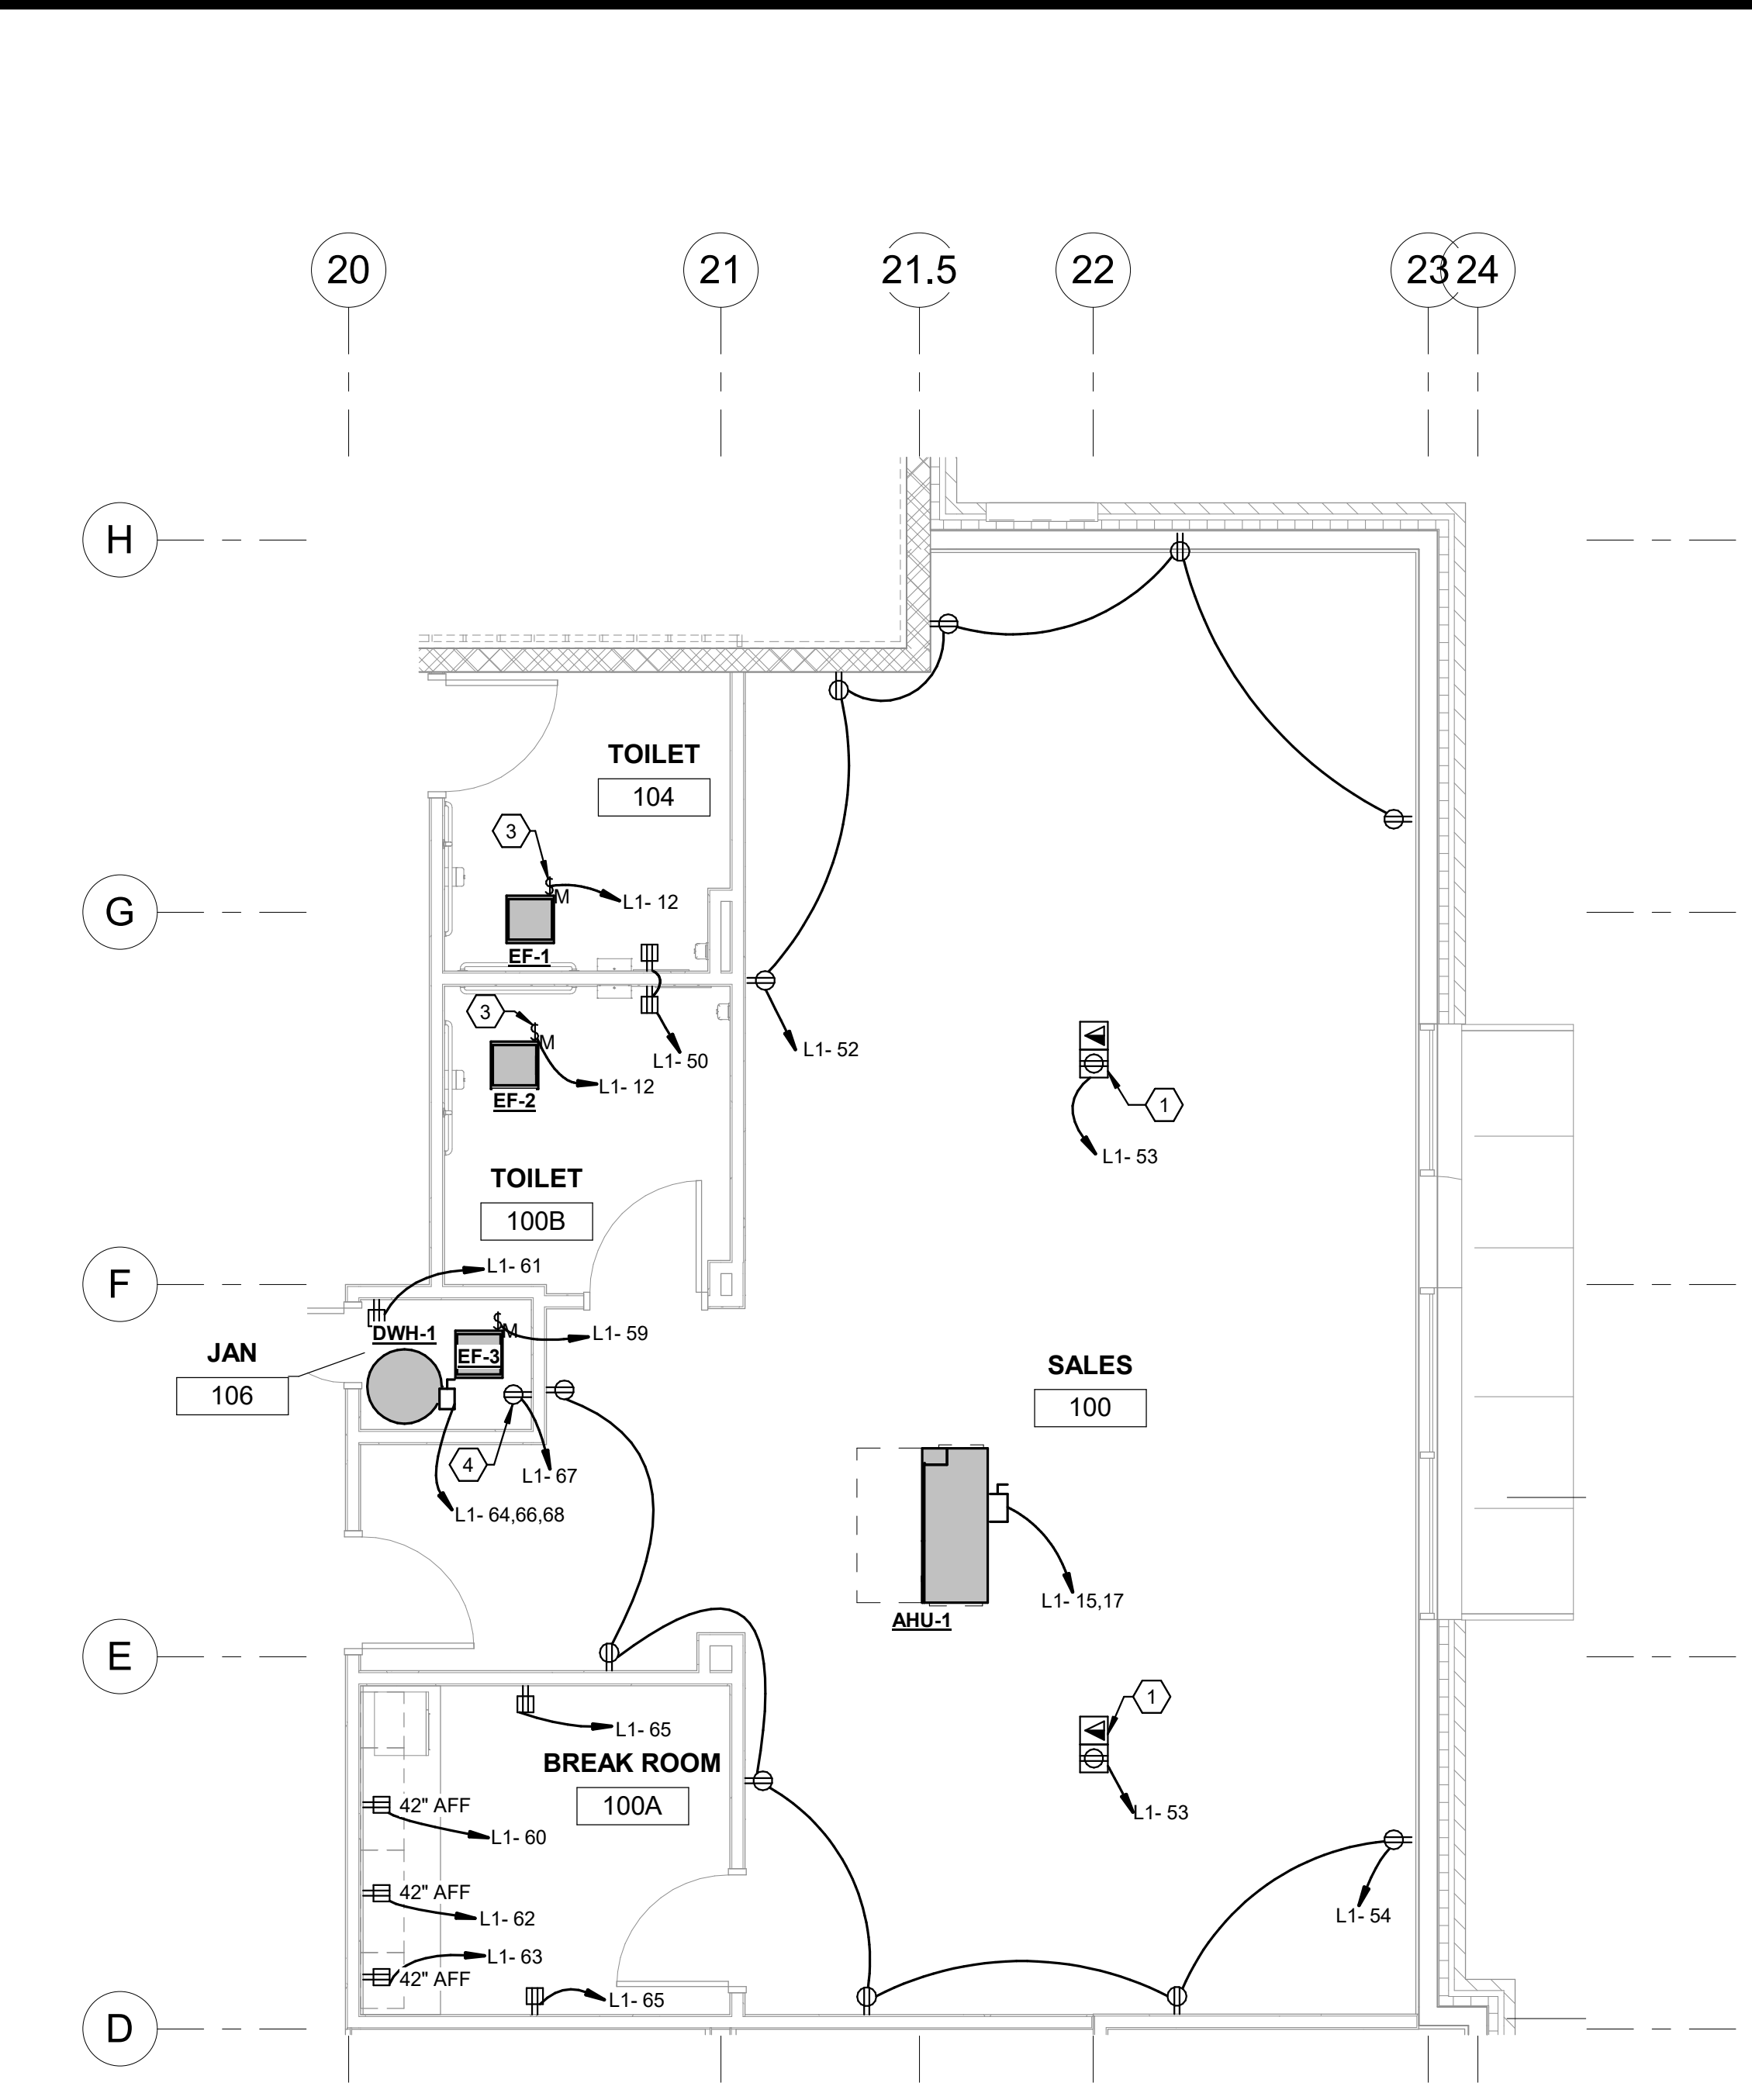 20
21
21.5
22
23
24
H
TOILET
104
3
$
M
L1- 12
G
EF-1
3
$
M
L1- 50
L1- 52
L1- 12
EF-2
1
L1- 53
TOILET
100B
L1- 61
F
$
M
DWH-1
L1- 59
JAN
EF-3
106
SALES
100
4
L1- 67
L1- 64,66,68
L1- 15,17
AHU-1
E
1
L1- 65
BREAK ROOM
100A
42" AFF
L1- 60
L1- 53
42" AFF
L1- 62
L1- 54
L1- 63
42" AFF
L1- 65
D